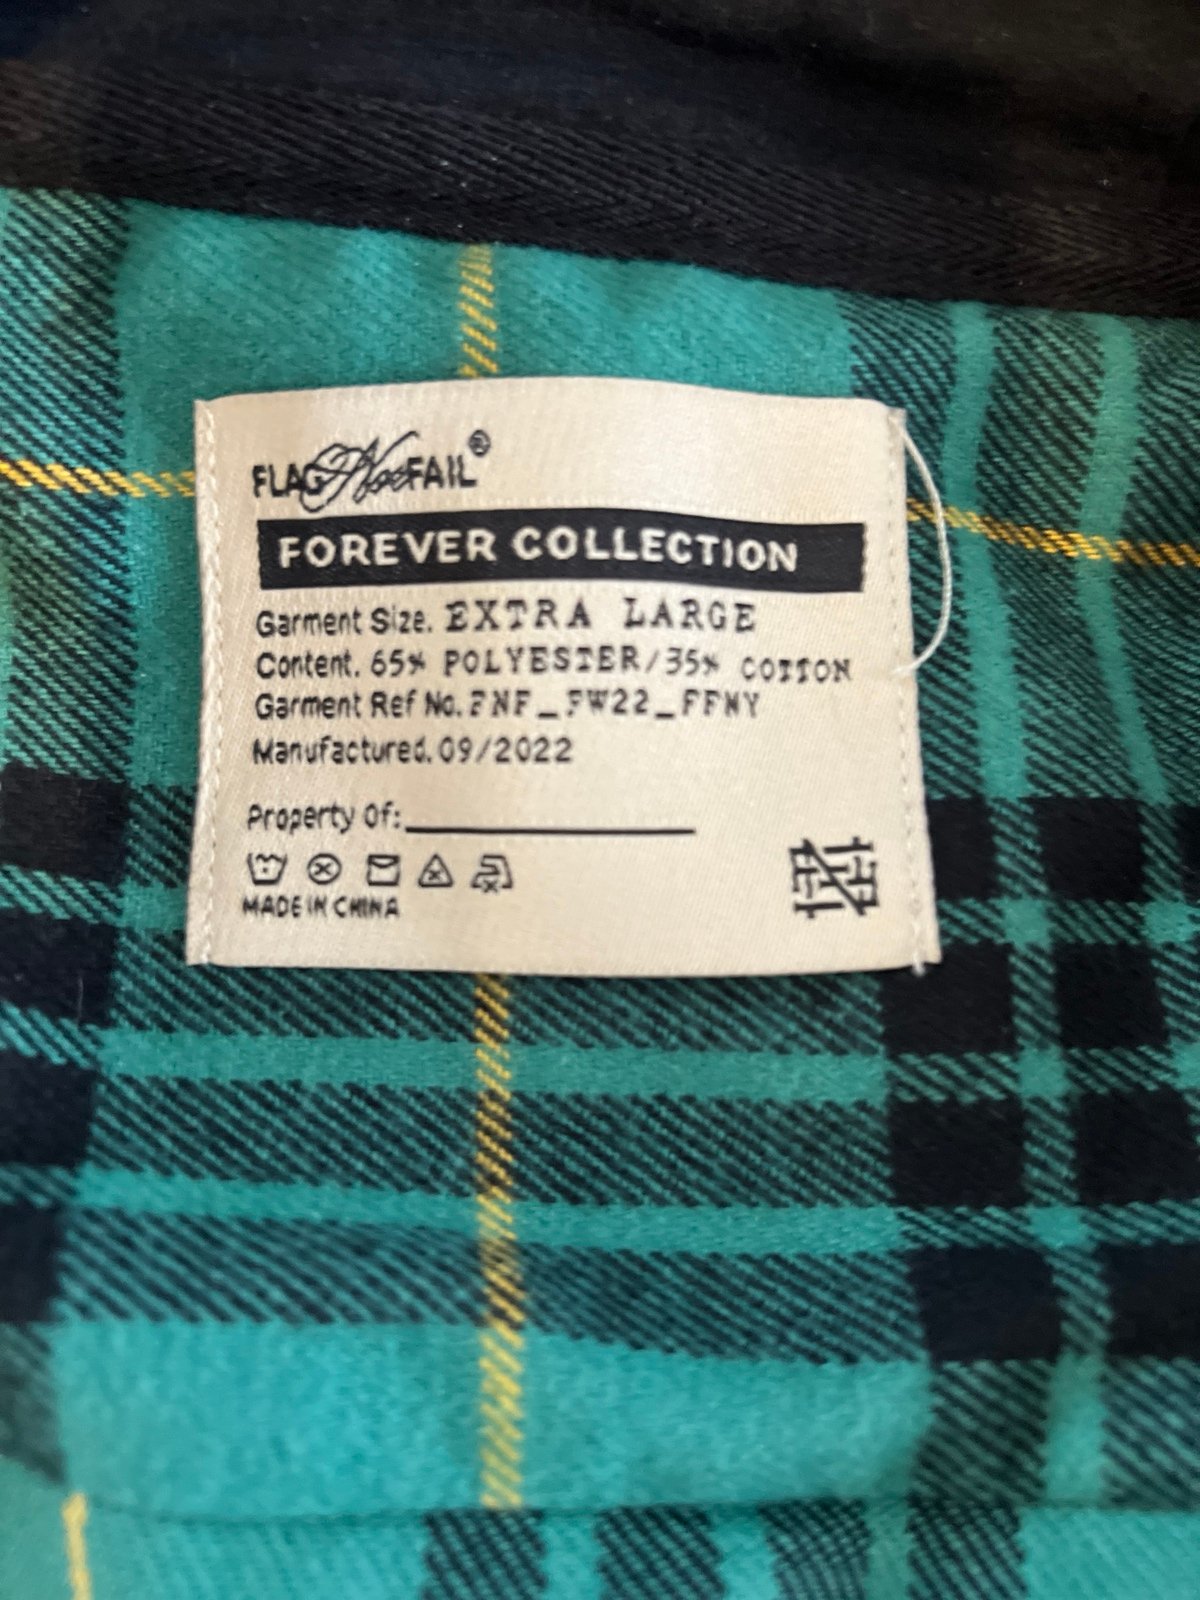 FLAG Nor FAIL®
FOREVER COLLECTION
Garment Size. EXTRA LARGE
Content. 65% POLYESTER/35% COTTON
Garment Ref No. FNF_FW22_FFNY
Manufactured. 09/2022
Property Of:
MADE IN CHINA